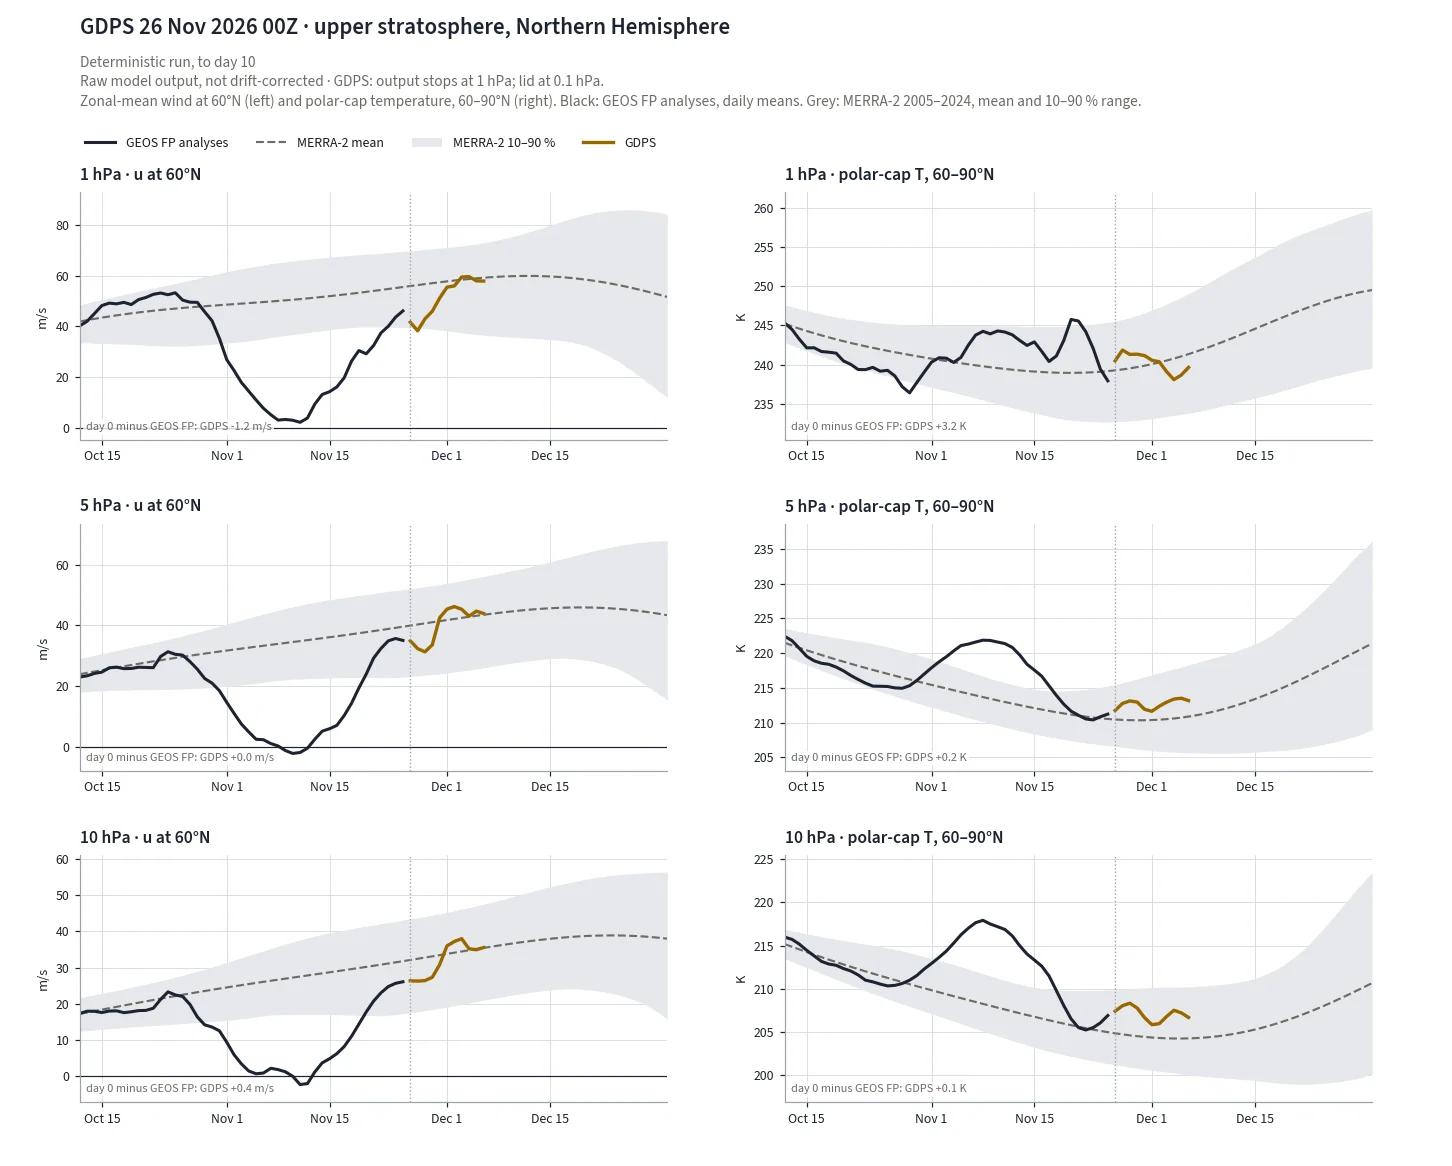 GDPS 26 Nov 2026 00Z · upper stratosphere, Northern Hemisphere
Deterministic run, to day 10
Raw model output, not drift-corrected · GDPS: output stops at 1 hPa; lid at 0.1 hPa.
Zonal-mean wind at 60°N (left) and polar-cap temperature, 60–90°N (right). Black: GEOS FP analyses, daily means. Grey: MERRA-2 2005–2024, mean and 10–90 % range.
GEOS FP analyses MERRA-2 mean MERRA-2 10–90 % GDPS
1 hPa · u at 60°N
80
60
40
20
0
m/s
day 0 minus GEOS FP: GDPS -1.2 m/s
Oct 15 Nov 1 Nov 15 Dec 1 Dec 15
1 hPa · polar-cap T, 60–90°N
260
255
250
245
240
235
K
day 0 minus GEOS FP: GDPS +3.2 K
Oct 15 Nov 1 Nov 15 Dec 1 Dec 15
5 hPa · u at 60°N
60
40
20
0
m/s
day 0 minus GEOS FP: GDPS +0.0 m/s
Oct 15 Nov 1 Nov 15 Dec 1 Dec 15
5 hPa · polar-cap T, 60–90°N
235
230
225
220
215
210
205
K
day 0 minus GEOS FP: GDPS +0.2 K
Oct 15 Nov 1 Nov 15 Dec 1 Dec 15
10 hPa · u at 60°N
60
50
40
30
20
10
0
m/s
day 0 minus GEOS FP: GDPS +0.4 m/s
Oct 15 Nov 1 Nov 15 Dec 1 Dec 15
10 hPa · polar-cap T, 60–90°N
225
220
215
210
205
200
K
day 0 minus GEOS FP: GDPS +0.1 K
Oct 15 Nov 1 Nov 15 Dec 1 Dec 15